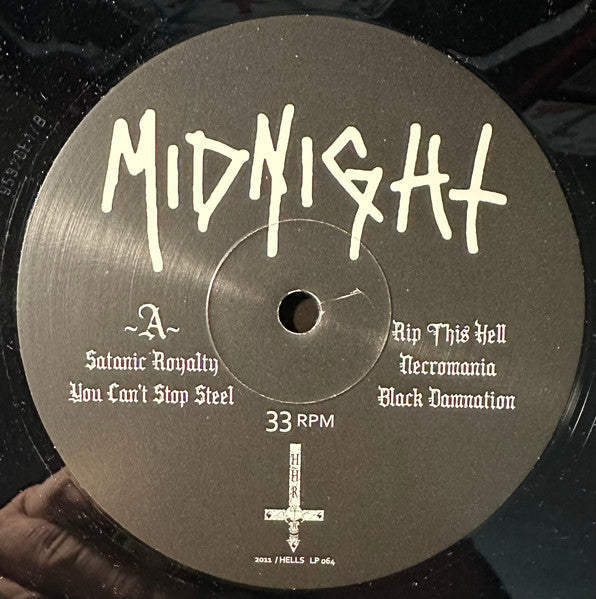 MIDNIGHT
~A~
Satanic Royalty
You Can't Stop Steel
Rip This Hell
Necromania
Black Damnation
33 RPM
HHR
2011 / HELLS LP 064